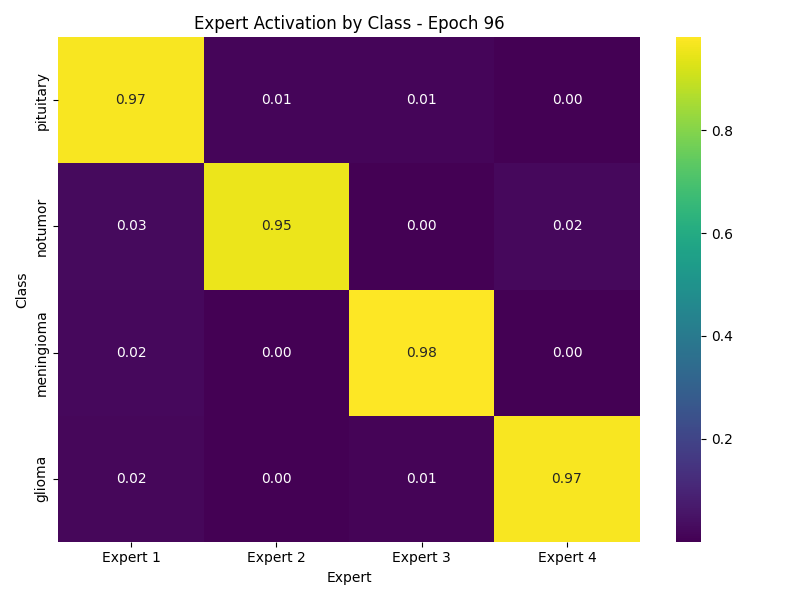 Expert Activation by Class - Epoch 96
Class
pituitary 0.97 0.01 0.01 0.00
notumor 0.03 0.95 0.00 0.02
meningioma 0.02 0.00 0.98 0.00
glioma 0.02 0.00 0.01 0.97
Expert 1 Expert 2 Expert 3 Expert 4
Expert
0.8
0.6
0.4
0.2